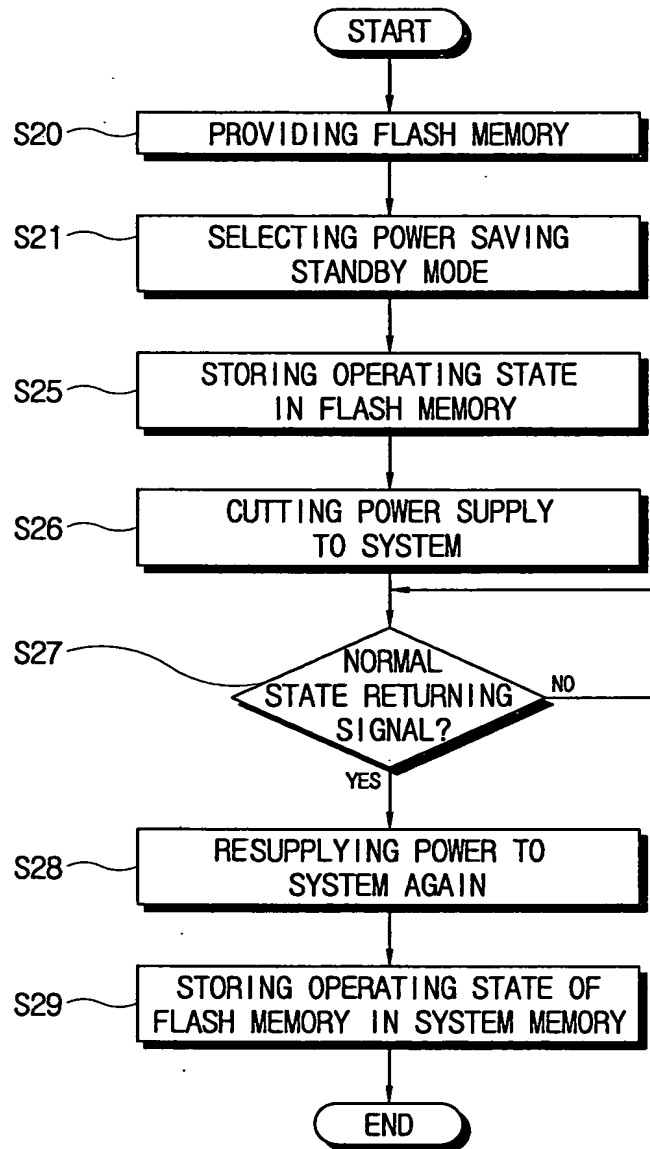 START
S20
PROVIDING FLASH MEMORY
S21
SELECTING POWER SAVING
STANDBY MODE
S25
STORING OPERATING STATE
IN FLASH MEMORY
S26
CUTTING POWER SUPPLY
TO SYSTEM
S27
NORMAL
STATE RETURNING
SIGNAL?
NO
YES
S28
RESUPPLYING POWER TO
SYSTEM AGAIN
S29
STORING OPERATING STATE OF
FLASH MEMORY IN SYSTEM MEMORY
END